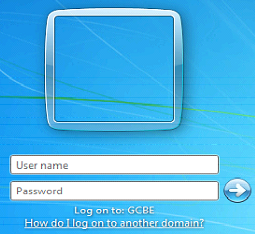 User name
Password
Log on to: GCBE
How do I log on to another domain?